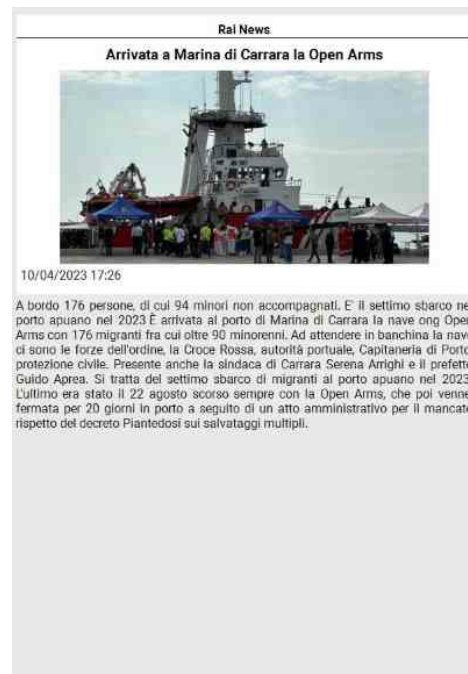 Rai News
Arrivata a Marina di Carrara la Open Arms
10/04/2023 17:26
A bordo 176 persone, di cui 94 minori non accompagnati. E' il settimo sbarco ne
porto apuano nel 2023 È arrivata al porto di Marina di Carrara la nave ong Open
Arms con 176 migranti fra cui oltre 90 minorenni. Ad attendere in banchina la nave
ci sono le forze dell'ordine, la Croce Rossa, autorità portuale, Capitaneria di Porto
protezione civile. Presente anche la sindaca di Carrara Serena Arrighi e il prefetto
Guido Aprea. Si tratta del settimo sbarco di migranti al porto apuano nel 2023
L'ultimo era stato il 22 agosto scorso sempre con la Open Arms, che poi venne
fermata per 20 giorni in porto a seguito di un atto amministrativo per il mancato
rispetto del decreto Piantedosi sui salvataggi multipli.